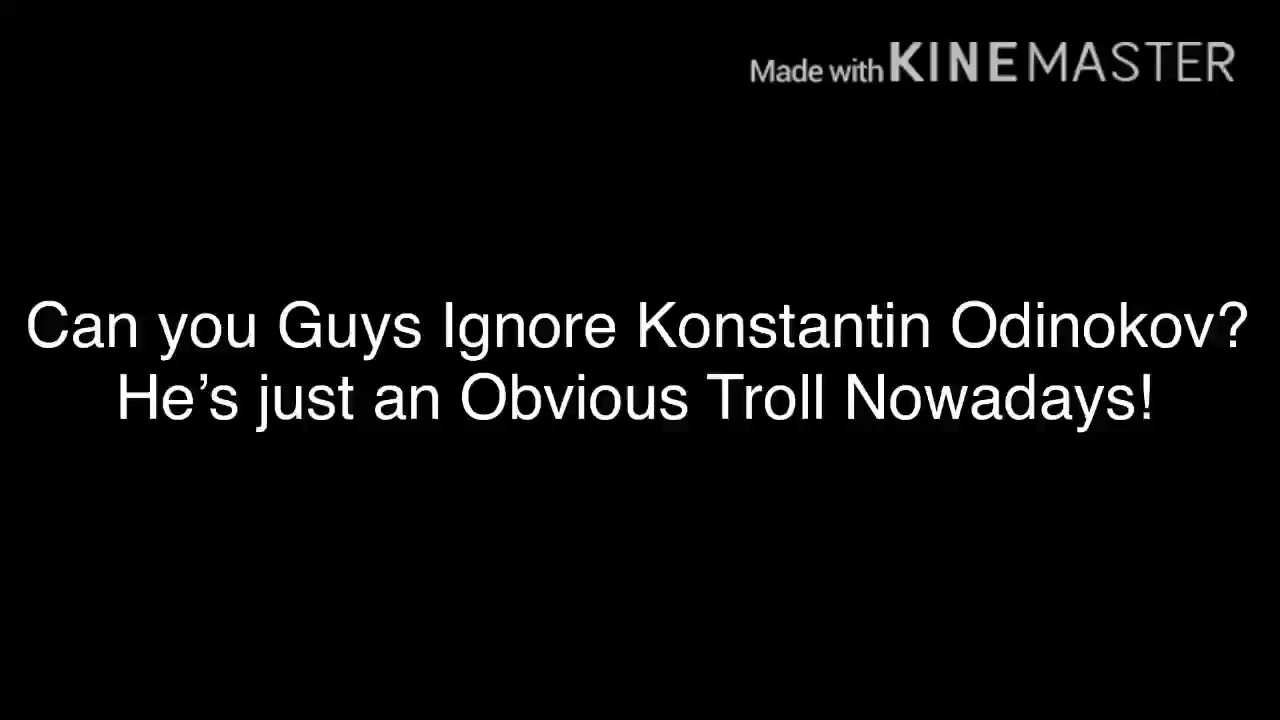 Made with KINEMASTER
Can you Guys Ignore Konstantin Odinokov?
He’s just an Obvious Troll Nowadays!